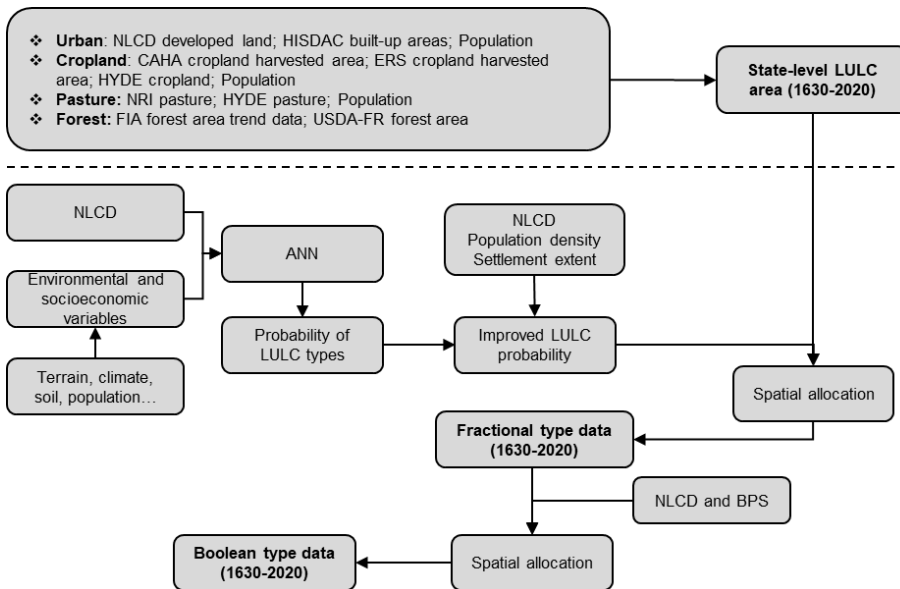 ❖ Urban: NLCD developed land; HISDAC built-up areas; Population
❖ Cropland: CAHA cropland harvested area; ERS cropland harvested
area; HYDE cropland; Population
❖ Pasture: NRI pasture; HYDE pasture; Population
❖ Forest: FIA forest area trend data; USDA-FR forest area
State-level LULC
area (1630-2020)
NLCD
Environmental and
socioeconomic
variables
Terrain, climate,
soil, population…
ANN
Probability of
LULC types
NLCD
Population density
Settlement extent
Improved LULC
probability
Spatial allocation
Fractional type data
(1630-2020)
NLCD and BPS
Spatial allocation
Boolean type data
(1630-2020)